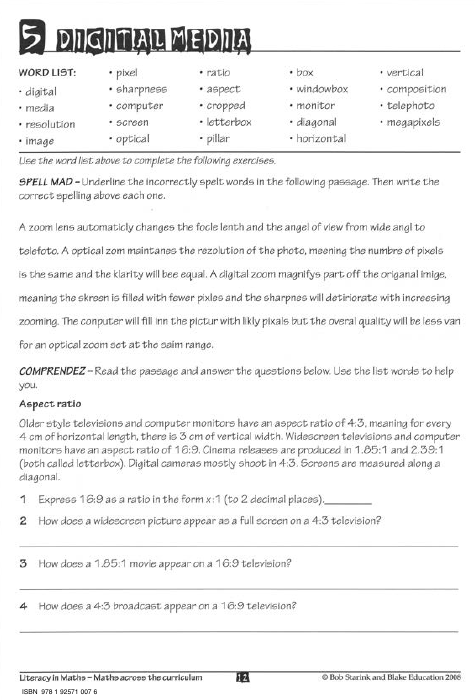 5 DIGITAL MEDIA
WORD LIST:
• digital
• media
• resolution
• image
• pixel
• sharpness
• computer
• screen
• optical
• ratio
• aspect
• cropped
• letterbox
• pillar
• box
• windowbox
• monitor
• diagonal
• horizontal
• vertical
• composition
• telephoto
• megapixels
Use the word list above to complete the following exercises.
SPELL MAD – Underline the incorrectly spelt words in the following passage. Then write the
correct spelling above each one.
A zoom lens automaticly changes the focle lenth and the angel of view from wide angl to
telefoto. A optical zom maintanes the rezolution of the photo, meening the numbre of pixels
is the same and the klarity will bee equal. A digital zoom magnifys part off the origanal imige,
meaning the skreen is filled with fewer pixles and the sharpnes will detiriorate with increesing
zooming. The conputer will fill inn the pictur with likly pixals but the overal quality will be less van
for an optical zoom set at the saim range.
COMPRENDEZ – Read the passage and answer the questions below. Use the list words to help
you.
Aspect ratio
Older style televisions and computer monitors have an aspect ratio of 4:3, meaning for every
4 cm of horizontal length, there is 3 cm of vertical width. Widescreen televisions and computer
monitors have an aspect ratio of 16:9. Cinema releases are produced in 1.85:1 and 2.39:1
(both called letterbox). Digital cameras mostly shoot in 4:3. Screens are measured along a
diagonal.
1 Express 16:9 as a ratio in the form x:1 (to 2 decimal places).
2 How does a widescreen picture appear as a full screen on a 4:3 television?
3 How does a 1.85:1 movie appear on a 16:9 television?
4 How does a 4:3 broadcast appear on a 16:9 television?
Literacy in Maths – Maths across the curriculum 12 © Bob Starink and Blake Education 2006
ISBN 978 1 92571 007 6